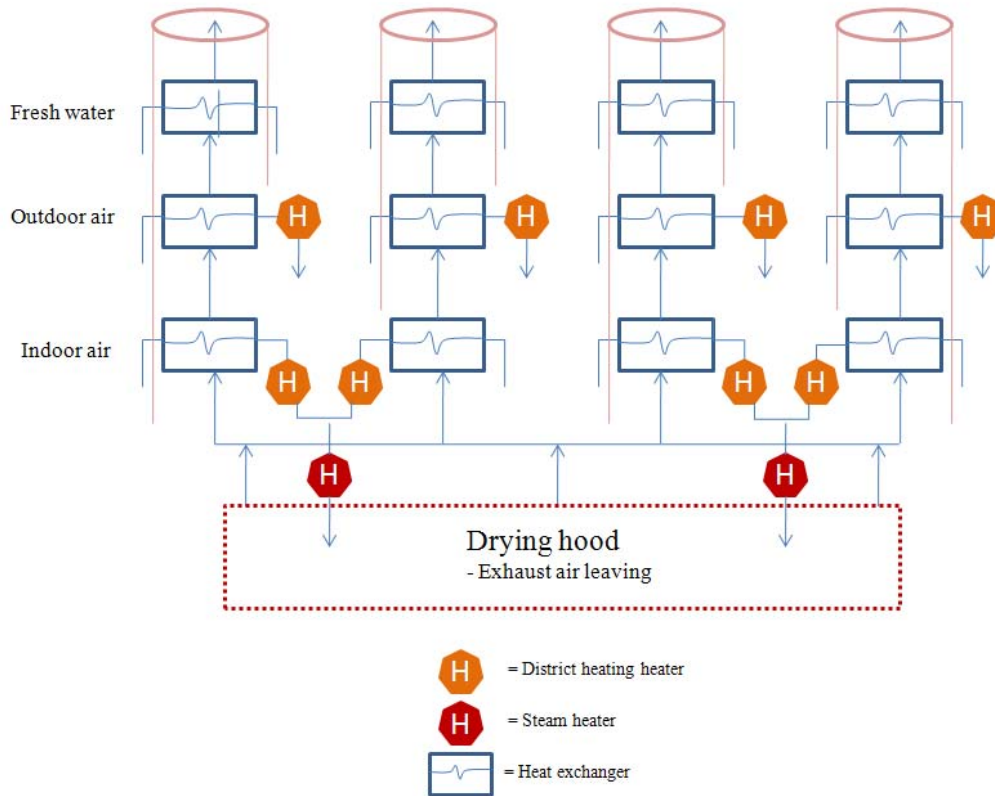 Fresh water
Outdoor air
H
H
H
H
Indoor air
H
H
H
H
H
H
Drying hood
- Exhaust air leaving
H = District heating heater
H = Steam heater
= Heat exchanger